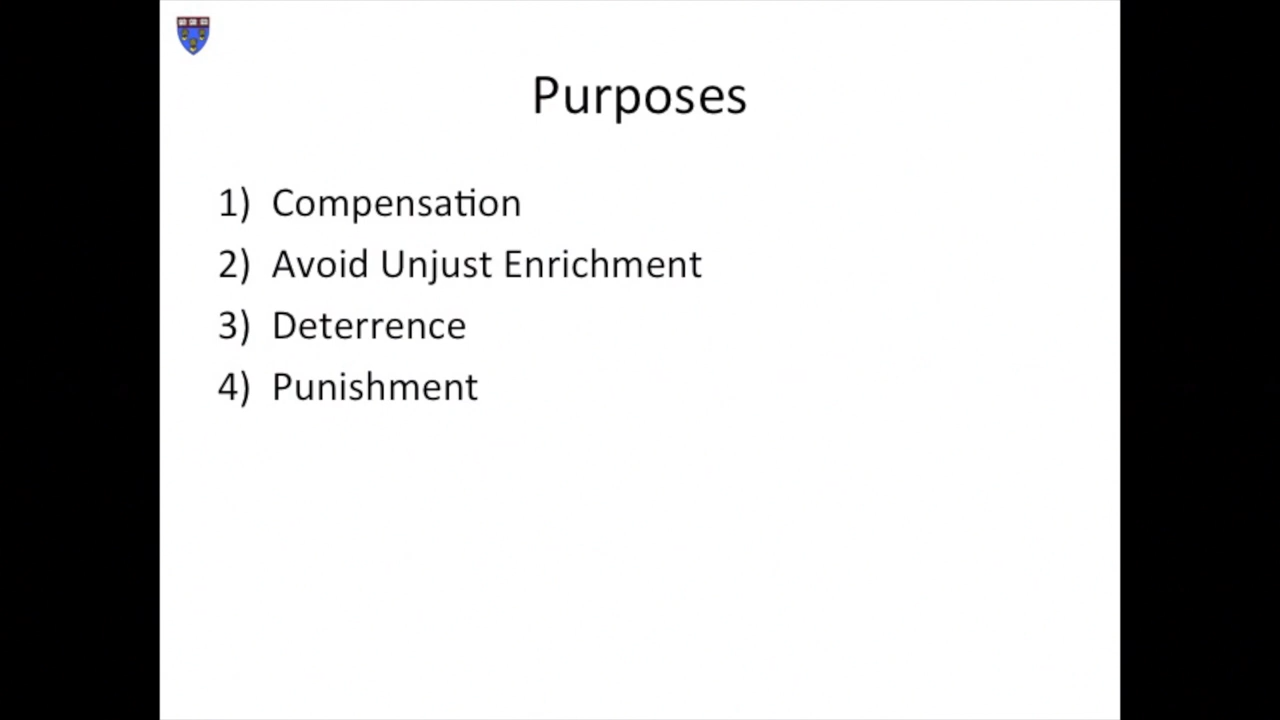 Purposes
1) Compensation
2) Avoid Unjust Enrichment
3) Deterrence
4) Punishment